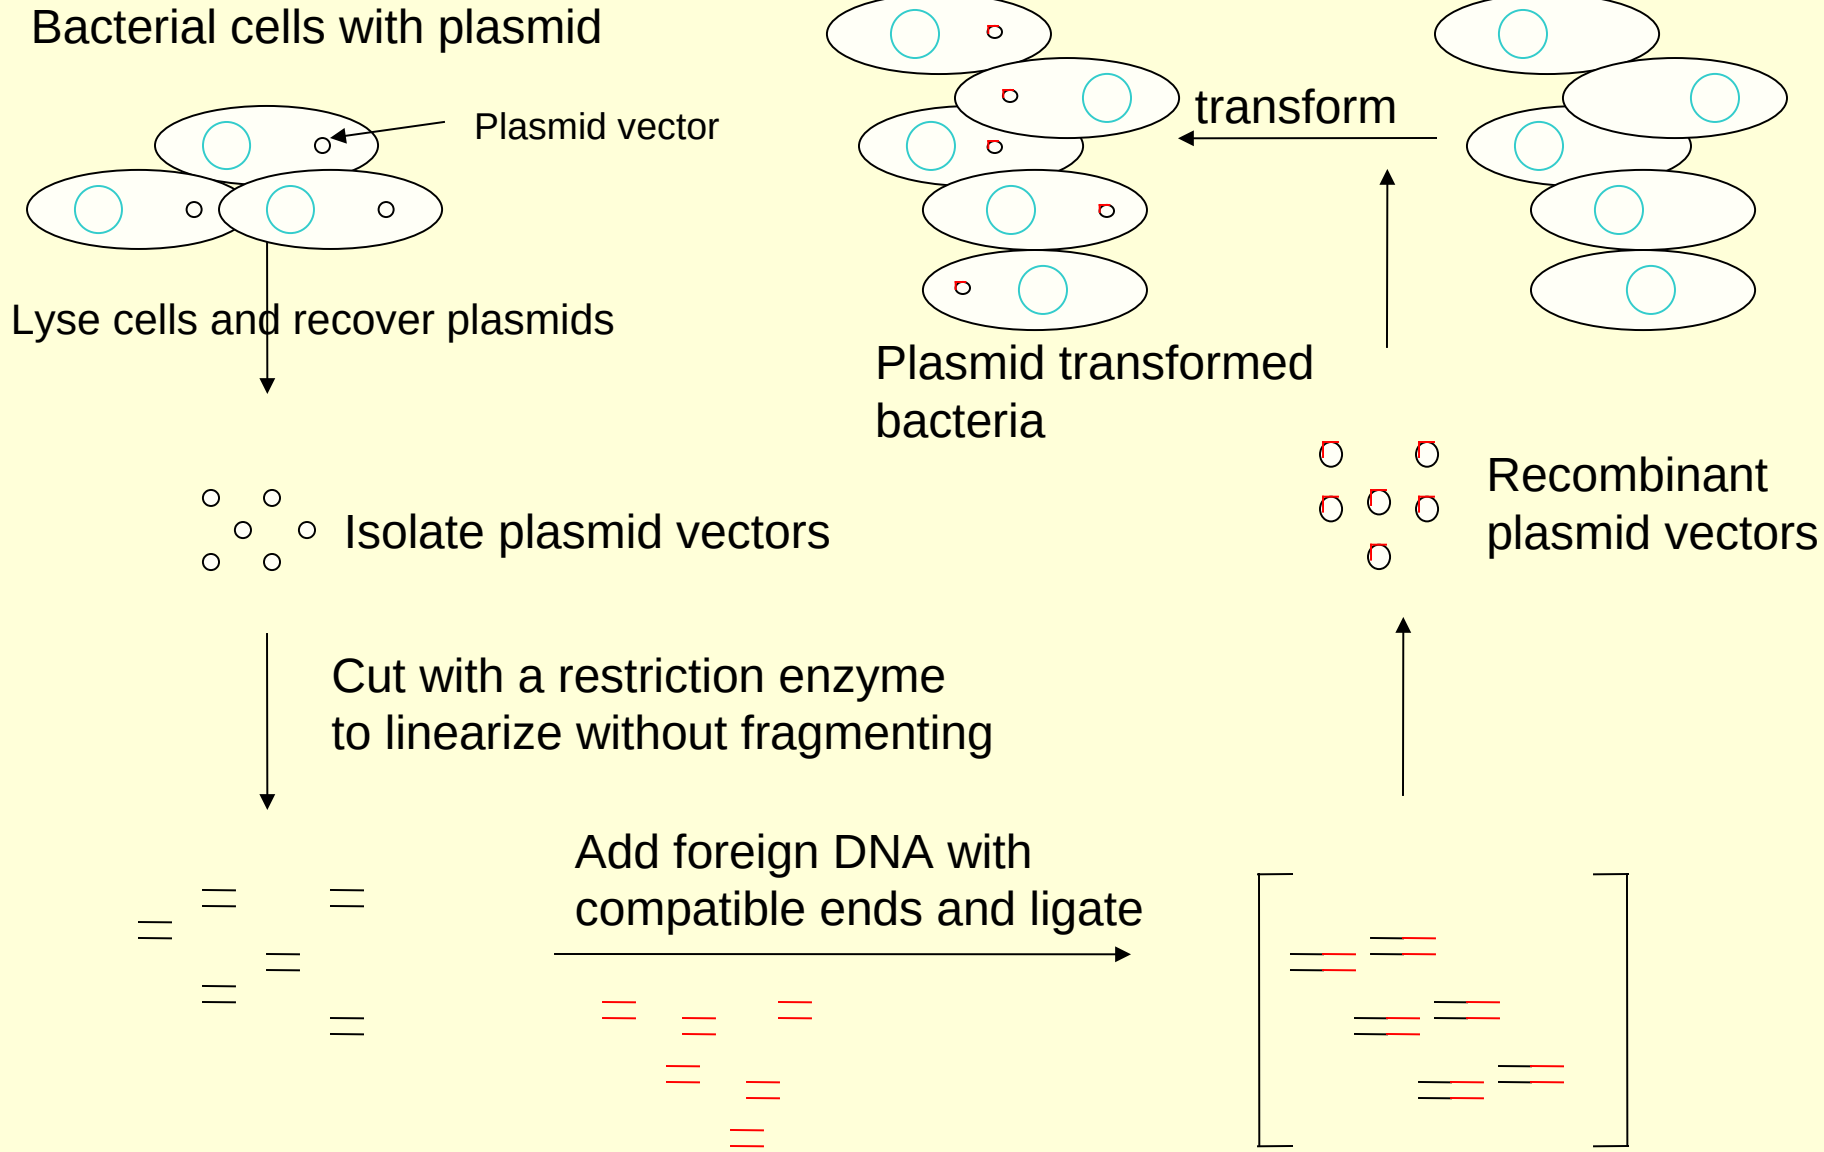 Bacterial cells with plasmid
Plasmid vector
Lyse cells and recover plasmids
Isolate plasmid vectors
Cut with a restriction enzyme
to linearize without fragmenting
Add foreign DNA with
compatible ends and ligate
Recombinant
plasmid vectors
transform
Plasmid transformed
bacteria